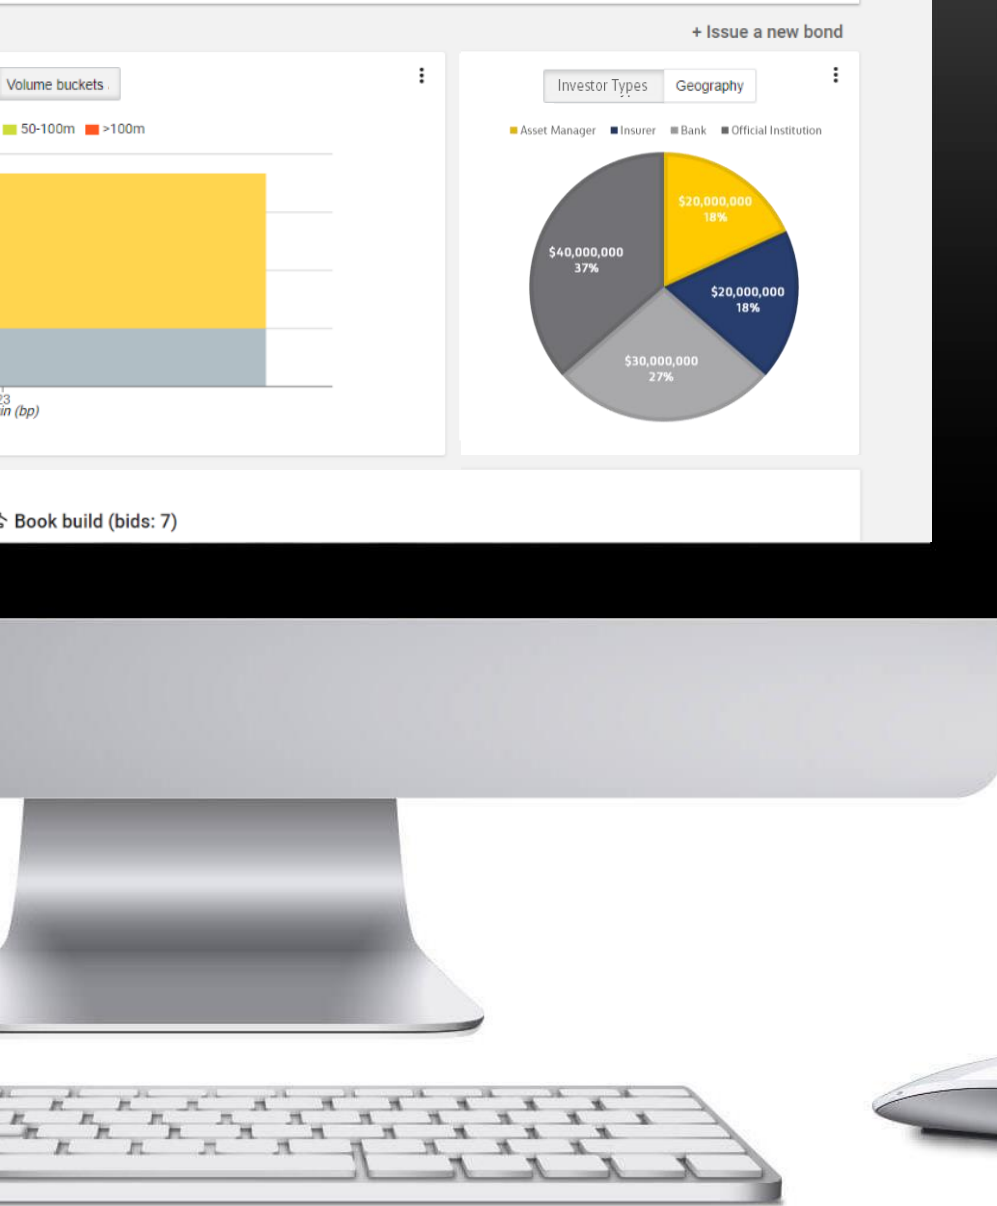 + Issue a new bond
Volume buckets
50-100m >100m
23
(bp)
Investor Types Geography
Asset Manager Insurer Bank Official Institution
$20,000,000
18%
$40,000,000
37%
$20,000,000
18%
$30,000,000
27%
Book build (bids: 7)